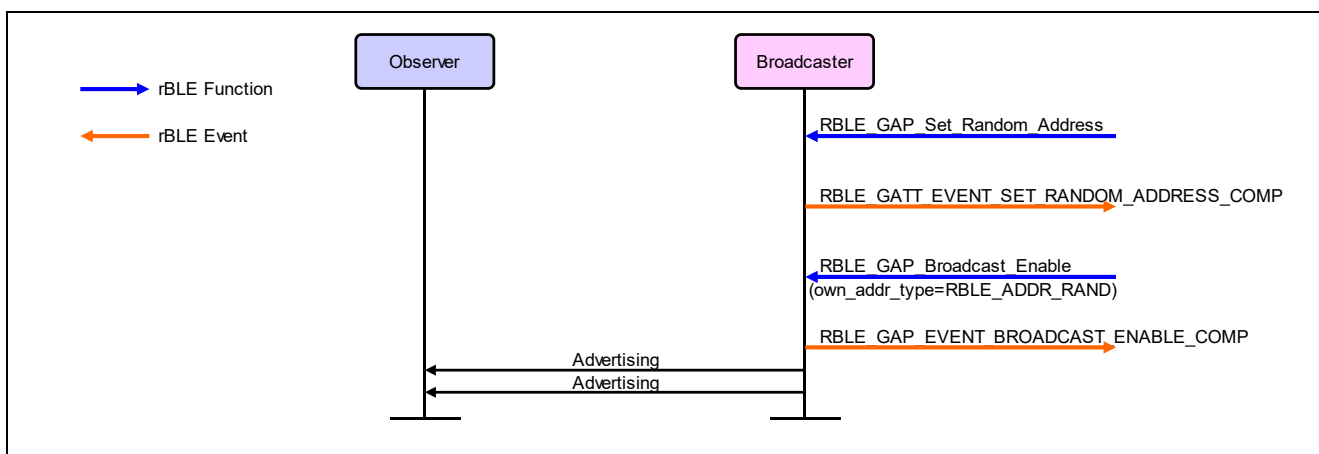 Observer
Broadcaster
rBLE Function
rBLE Event
RBLE_GAP_Set_Random_Address
RBLE_GATT_EVENT_SET_RANDOM_ADDRESS_COMP
RBLE_GAP_Broadcast_Enable
(own_addr_type=RBLE_ADDR_RAND)
RBLE_GAP_EVENT_BROADCAST_ENABLE_COMP
Advertising
Advertising